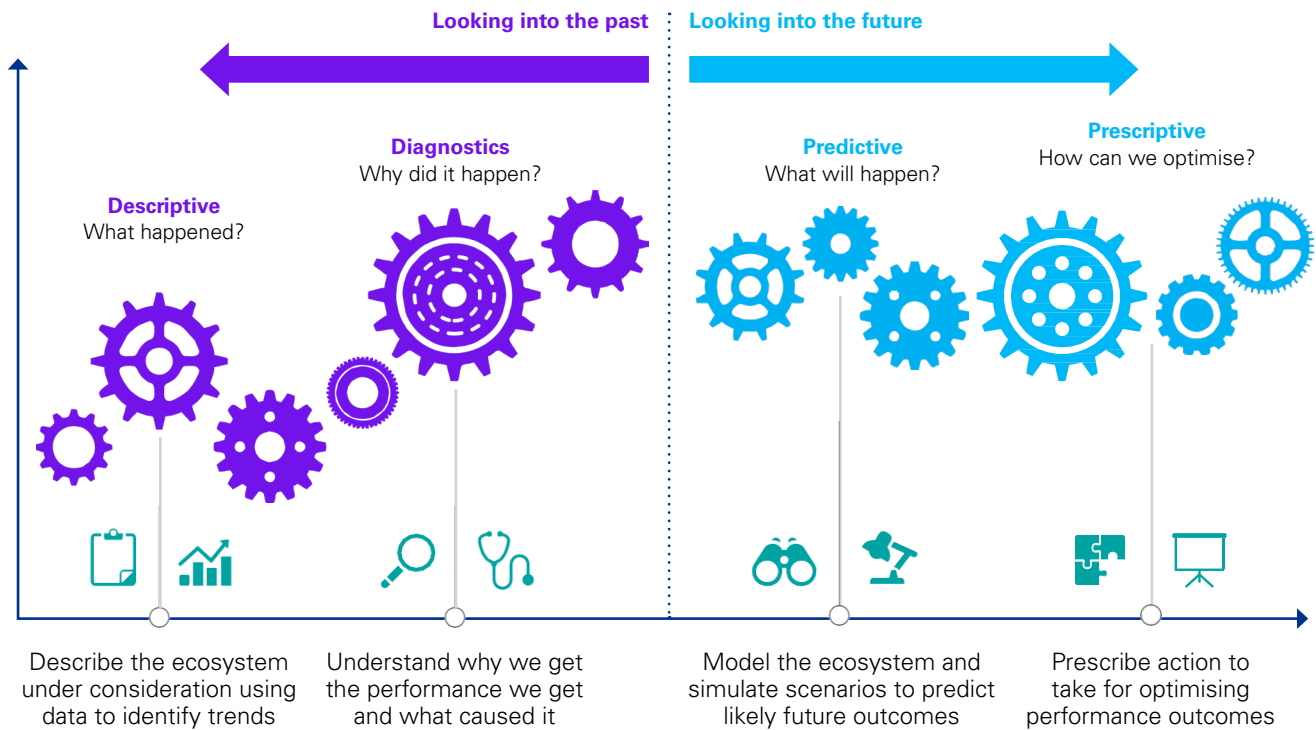 Looking into the past
Looking into the future
Descriptive
What happened?
Diagnostics
Why did it happen?
Predictive
What will happen?
Prescriptive
How can we optimise?
Describe the ecosystem
under consideration using
data to identify trends
Understand why we get
the performance we get
and what caused it
Model the ecosystem and
simulate scenarios to predict
likely future outcomes
Prescribe action to
take for optimising
performance outcomes